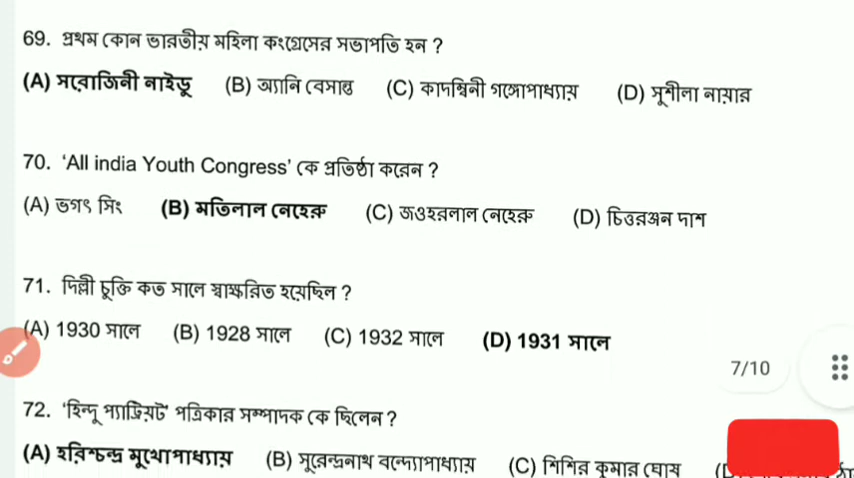 69. প্রথম কোন ভারতীয় মহিলা কংগ্রেসের সভাপতি হন ?
(A) সরোজিনী নাইডু (B) অ্যানি বেসান্ত (C) কাদম্বিনী গঙ্গোপাধ্যায় (D) সুশীলা নায়ার
70. ‘All india Youth Congress’ কে প্রতিষ্ঠা করেন ?
(A) ভগৎ সিং (B) মতিলাল নেহেরু (C) জওহরলাল নেহেরু (D) চিত্তরঞ্জন দাশ
71. দিল্লী চুক্তি কত সালে স্বাক্ষরিত হয়েছিল ?
(A) 1930 সালে (B) 1928 সালে (C) 1932 সালে (D) 1931 সালে
7/10
72. ‘হিন্দু প্যাট্রিয়ট’ পত্রিকার সম্পাদক কে ছিলেন ?
(A) হরিশ্চন্দ্র মুখোপাধ্যায় (B) সুরেন্দ্রনাথ বন্দ্যোপাধ্যায় (C) শিশির কুমার ঘোষ